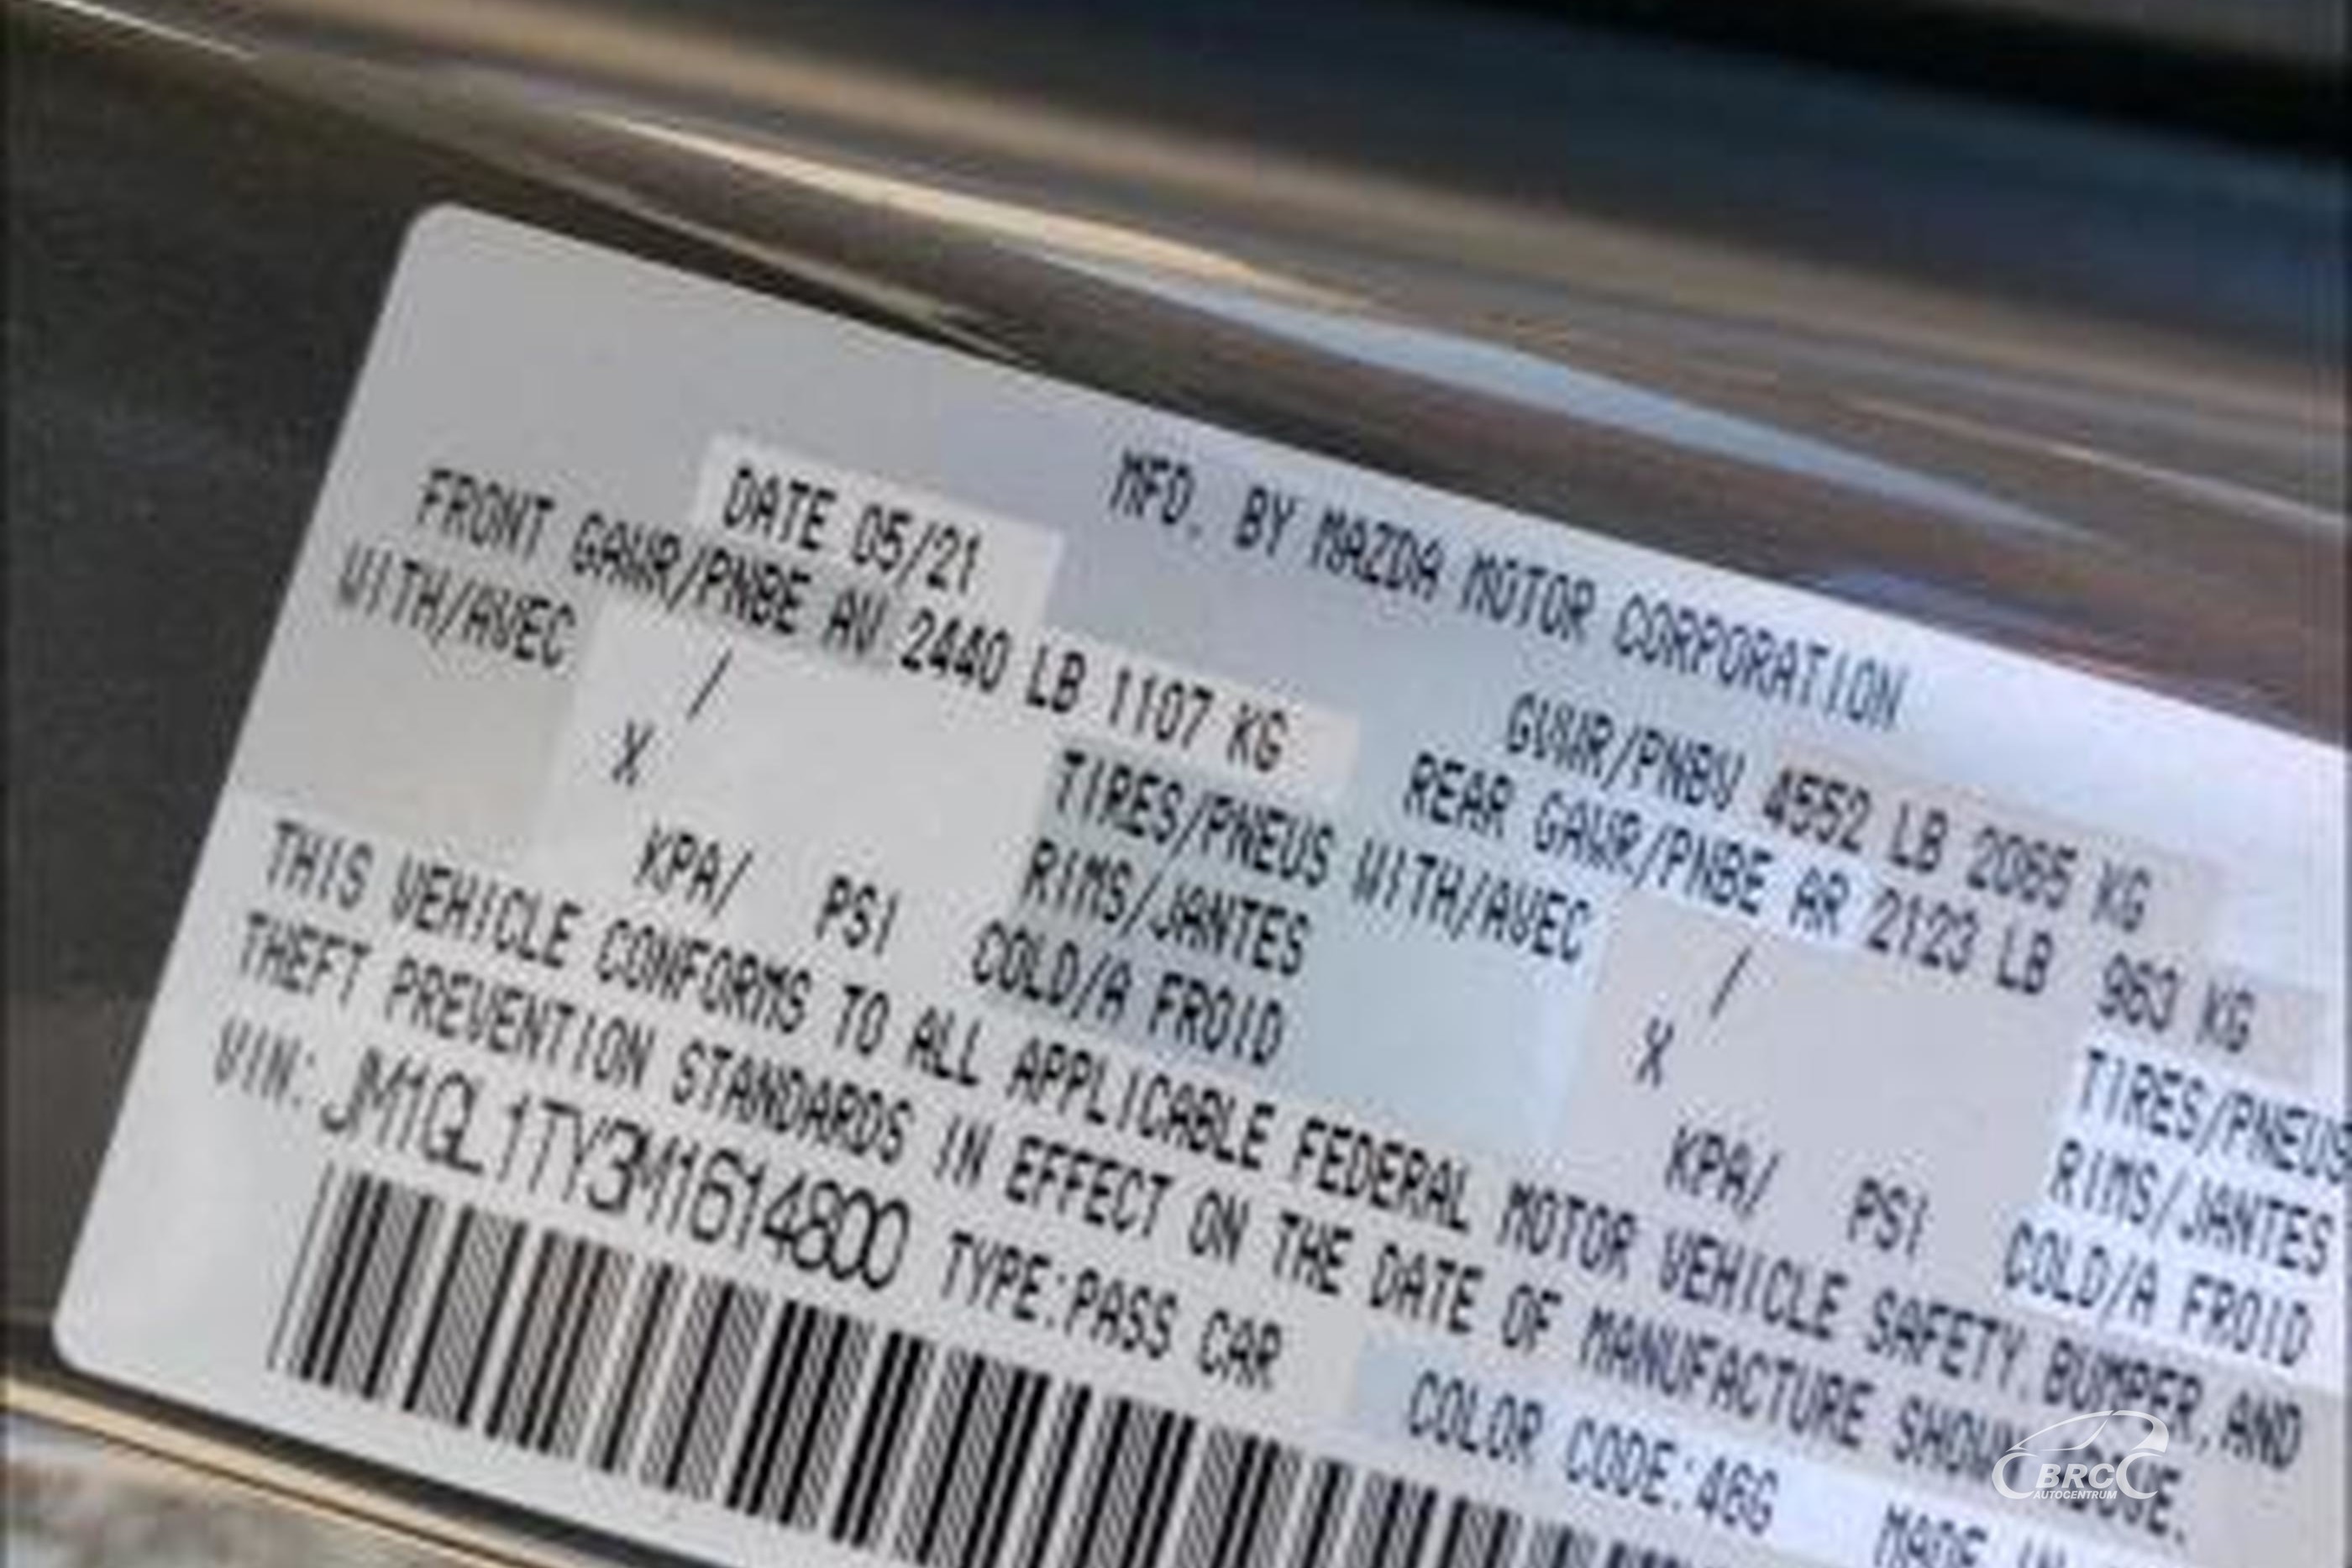 MFD. BY MAZDA MOTOR CORPORATION
DATE 05/21
GVWR/PNBV 4552 LB 2065 KG
FRONT GAWR/PNBE AV 2440 LB 1107 KG
REAR GAWR/PNBE AR 2123 LB 963 KG
WITH/AVEC / TIRES/PNEUS WITH/AVEC / TIRES/PNEUS
X RIMS/JANTES X RIMS/JANTES
KPA/ PSI COLD/A FROID KPA/ PSI COLD/A FROID
THIS VEHICLE CONFORMS TO ALL APPLICABLE FEDERAL MOTOR VEHICLE SAFETY, BUMPER, AND
THEFT PREVENTION STANDARDS IN EFFECT ON THE DATE OF MANUFACTURE SHOWN
VIN: JM1GL1TY3M1614800 TYPE:PASS CAR
COLOR CODE:46G MADE IN
BRC
AUTOCENTRUM